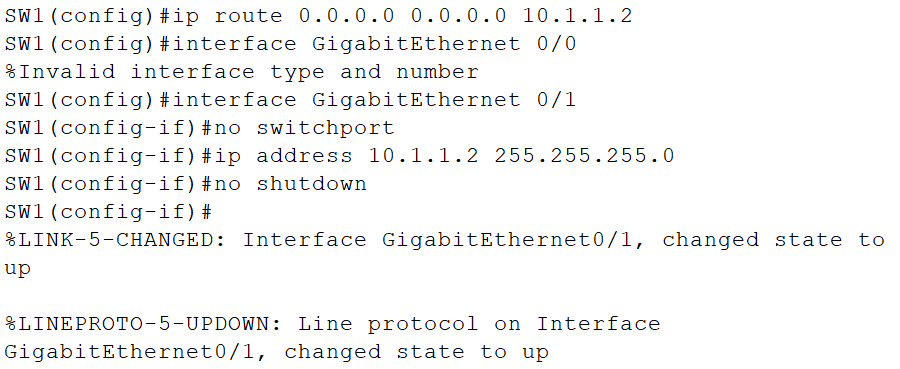 SW1(config)#ip route 0.0.0.0 0.0.0.0 10.1.1.2
SW1(config)#interface GigabitEthernet 0/0
%Invalid interface type and number
SW1(config)#interface GigabitEthernet 0/1
SW1(config-if)#no switchport
SW1(config-if)#ip address 10.1.1.2 255.255.255.0
SW1(config-if)#no shutdown
SW1(config-if)#
%LINK-5-CHANGED: Interface GigabitEthernet0/1, changed state to
up
%LINEPROTO-5-UPDOWN: Line protocol on Interface
GigabitEthernet0/1, changed state to up